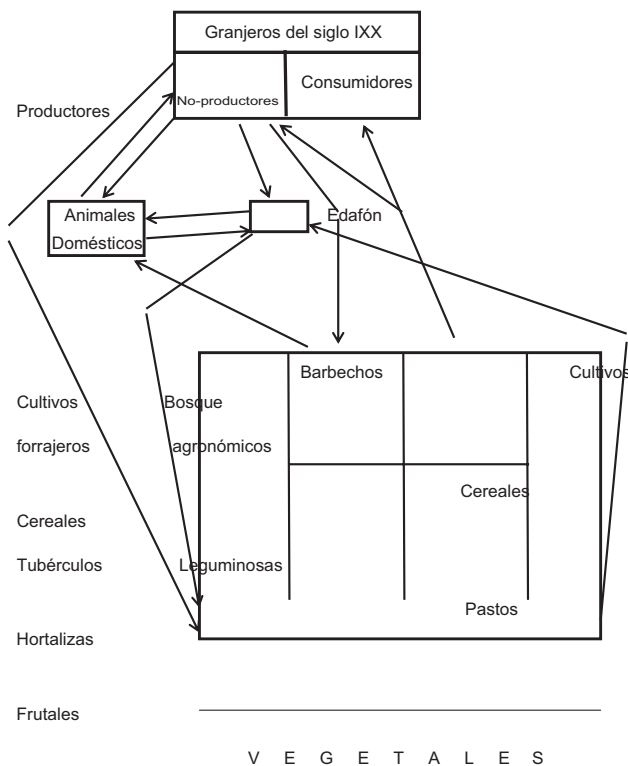 Granjeros del siglo IXX
Consumidores
No-productores
Productores
Animales
Domésticos
Edafón
Barbechos
Cultivos
Cultivos
Bosque
forrajeros
agronómicos
Cereales
Cereales
Tubérculos
Leguminosas
Pastos
Hortalizas
Frutales
V E G E T A L E S